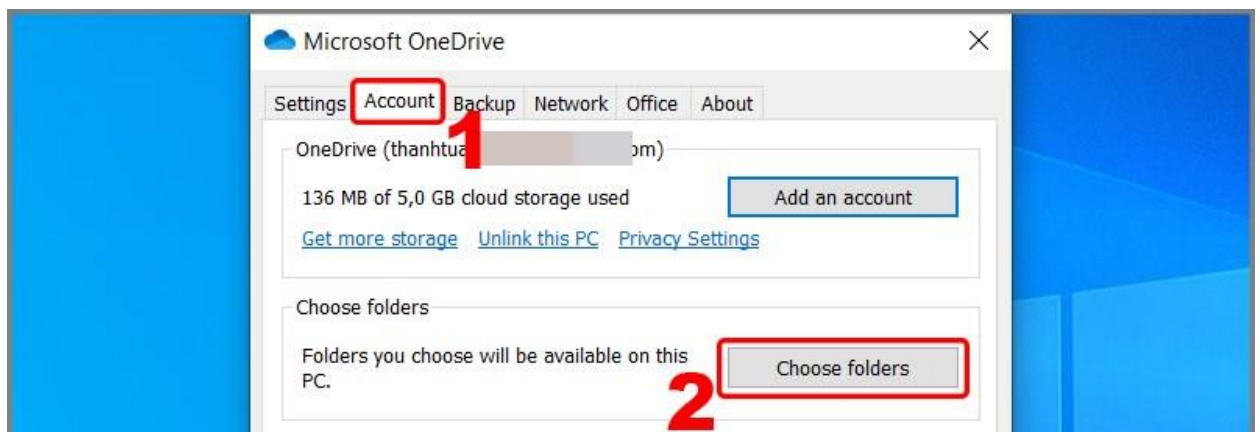 Microsoft OneDrive
Settings Account Backup Network Office About
1
OneDrive (thanhtua om)
136 MB of 5,0 GB cloud storage used
Add an account
Get more storage Unlink this PC Privacy Settings
Choose folders
Folders you choose will be available on this
PC.
Choose folders
2